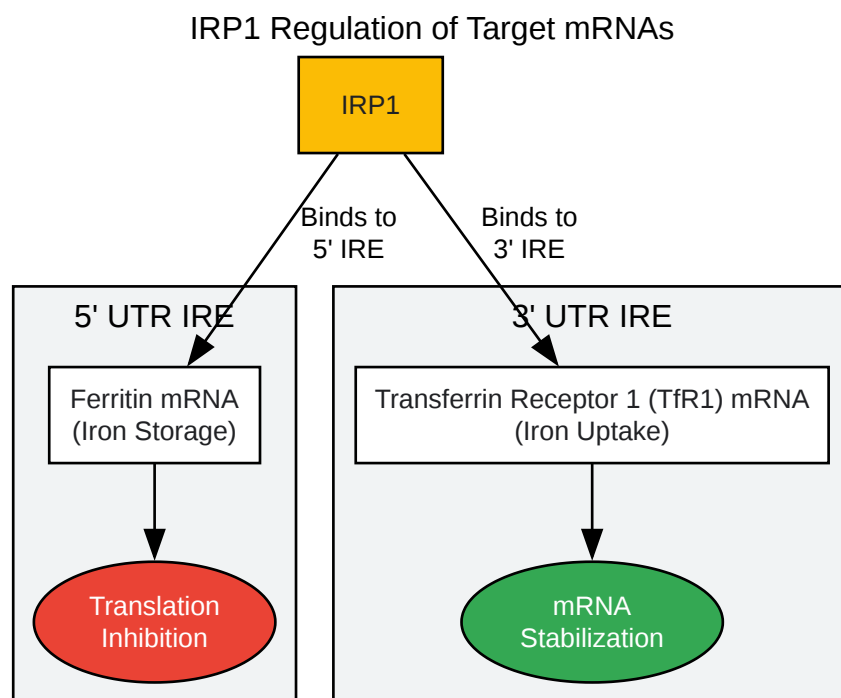 IRP1 Regulation of Target mRNAs
IRP1
Binds to
5' IRE
Binds to
3' IRE
5' UTR IRE
3' UTR IRE
Ferritin mRNA
(Iron Storage)
Transferrin Receptor 1 (TfR1) mRNA
(Iron Uptake)
Translation
Inhibition
mRNA
Stabilization